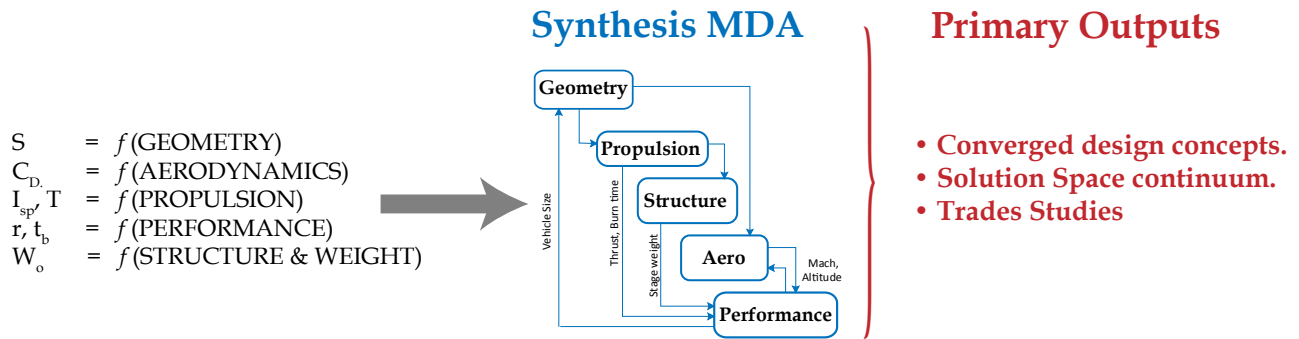 Synthesis MDA
Primary Outputs
S = f(GEOMETRY)
C_D. = f(AERODYNAMICS)
I_sp, T = f(PROPULSION)
r, t_b = f(PERFORMANCE)
W_o = f(STRUCTURE & WEIGHT)
Geometry
Propulsion
Structure
Aero
Performance
Vehicle Size
Thrust, Burn time
Stage weight
Mach,
Altitude
• Converged design concepts.
• Solution Space continuum.
• Trades Studies